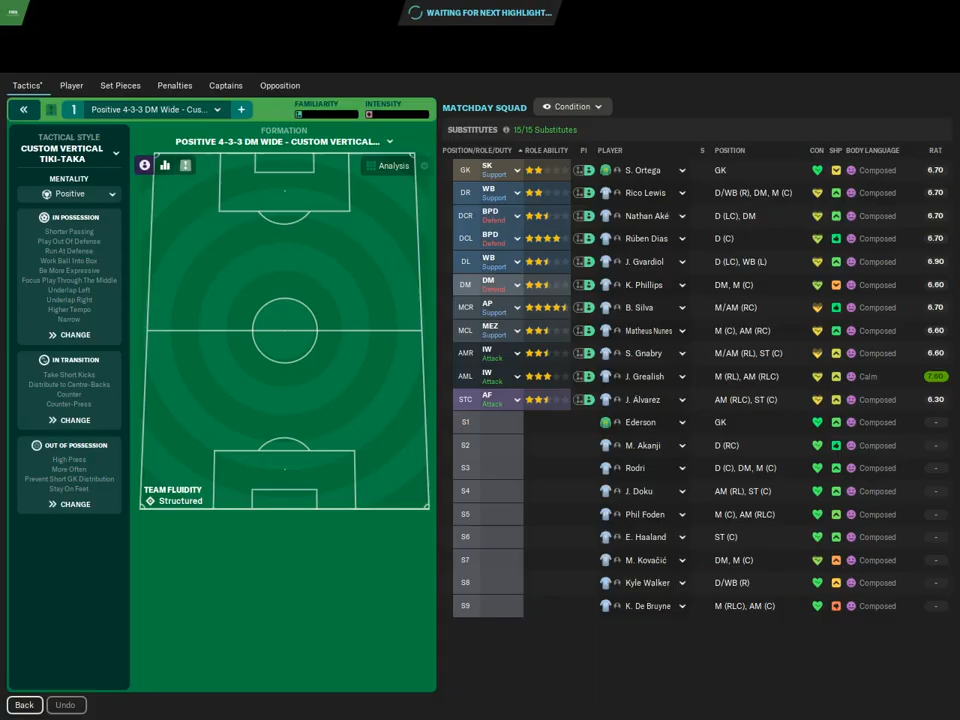 WAITING FOR NEXT HIGHLIGHT...
Tactics* Player Set Pieces Penalties Captains Opposition
1 Positive 4-3-3 DM Wide - Cus... +
FAMILIARITY INTENSITY
TACTICAL STYLE
CUSTOM VERTICAL
TIKI-TAKA
MENTALITY
Positive
IN POSSESSION
Shorter Passing
Play Out Of Defense
Run At Defense
Work Ball Into Box
Be More Expressive
Focus Play Through The Middle
Underlap Left
Underlap Right
Higher Tempo
Narrow
CHANGE
IN TRANSITION
Take Short Kicks
Distribute to Centre-Backs
Counter
Counter-Press
CHANGE
OUT OF POSSESSION
High Press
More Often
Prevent Short GK Distribution
Stay On Feet
CHANGE
FORMATION
POSITIVE 4-3-3 DM WIDE - CUSTOM VERTICAL...
Analysis
TEAM FLUIDITY
Structured
MATCHDAY SQUAD Condition
SUBSTITUTES 15/15 Substitutes
POSITION/ROLE/DUTY ROLE ABILITY PI PLAYER S POSITION CON SHP BODY LANGUAGE RAT
GK SK Support S. Ortega GK Composed 6.70
DR WB Support Rico Lewis D/WB (R), DM, M (C) Composed 6.70
DCR BPD Defend Nathan Aké D (LC), DM Composed 6.70
DCL BPD Defend Rúben Dias D (C) Composed 6.70
DL WB Support J. Gvardiol D (LC), WB (L) Composed 6.90
DM DM Defend K. Phillips DM, M (C) Composed 6.60
MCR AP Support B. Silva M/AM (RC) Composed 6.70
MCL MEZ Support Matheus Nunes M (C), AM (RC) Composed 6.60
AMR IW Attack S. Gnabry M/AM (RL), ST (C) Composed 6.60
AML IW Attack J. Grealish M (RL), AM (RLC) Calm 7.60
STC AF Attack J. Álvarez AM (RLC), ST (C) Composed 6.30
S1 Ederson GK Composed -
S2 M. Akanji D (RC) Composed -
S3 Rodri D (C), DM, M (C) Composed -
S4 J. Doku AM (RL), ST (C) Composed -
S5 Phil Foden M (C), AM (RLC) Composed -
S6 E. Haaland ST (C) Composed -
S7 M. Kovačić DM, M (C) Composed -
S8 Kyle Walker D/WB (R) Composed -
S9 K. De Bruyne M (RLC), AM (C) Composed -
Back Undo